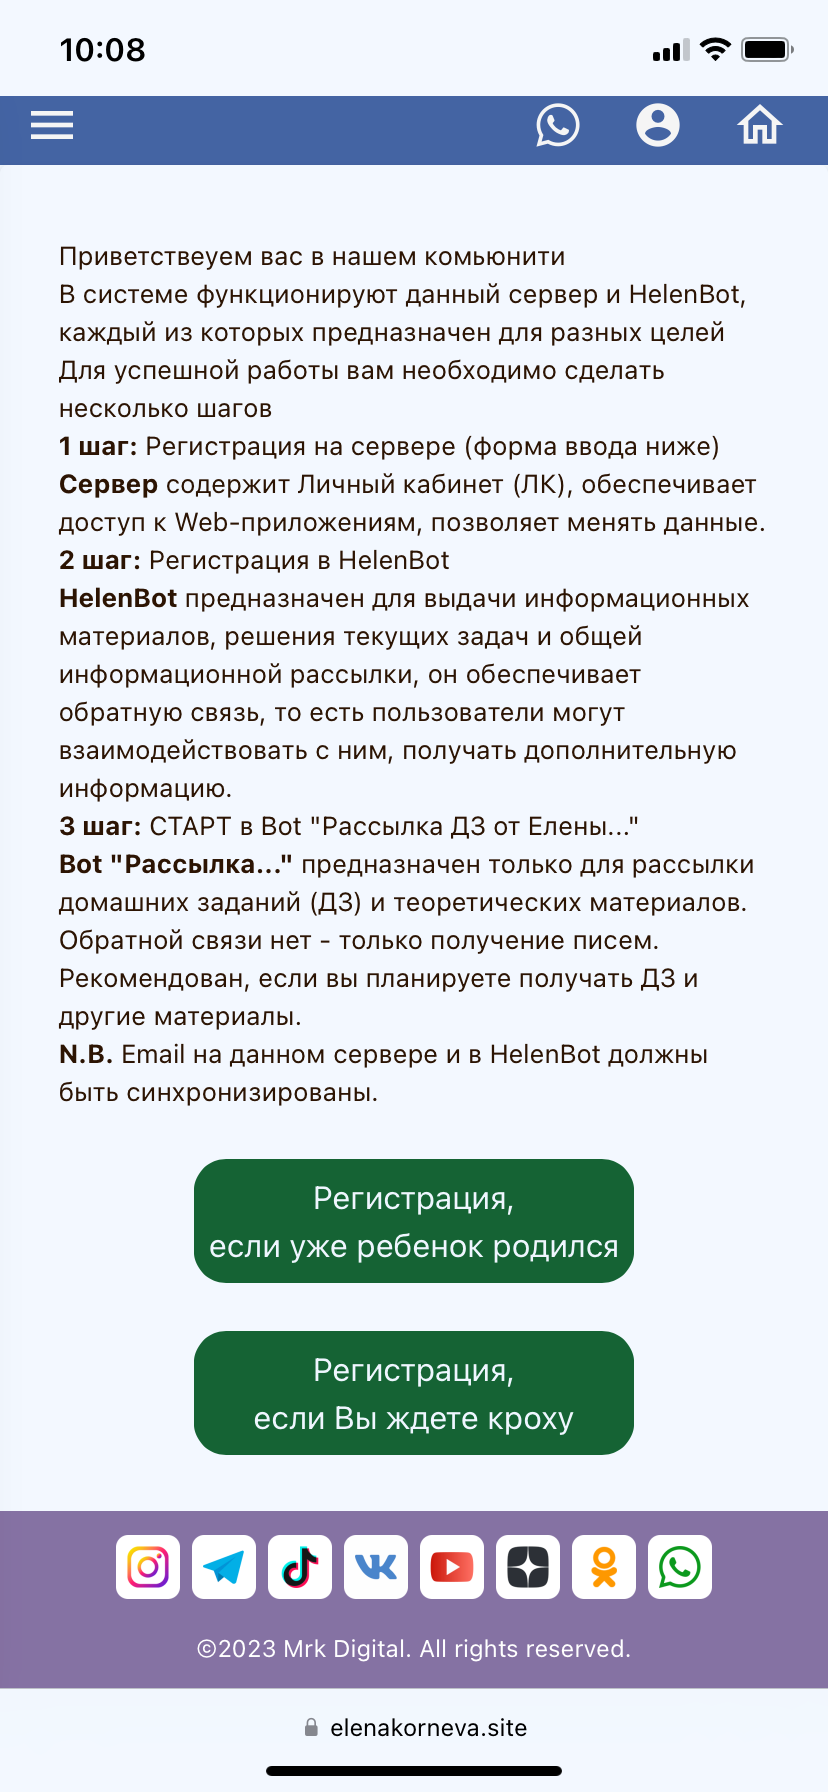 10:08
Приветствеуем вас в нашем комьюнити
В системе функционируют данный сервер и HelenBot,
каждый из которых предназначен для разных целей
Для успешной работы вам необходимо сделать
несколько шагов
1 шаг: Регистрация на сервере (форма ввода ниже)
Сервер содержит Личный кабинет (ЛК), обеспечивает
доступ к Web-приложениям, позволяет менять данные.
2 шаг: Регистрация в HelenBot
HelenBot предназначен для выдачи информационных
материалов, решения текущих задач и общей
информационной рассылки, он обеспечивает
обратную связь, то есть пользователи могут
взаимодействовать с ним, получать дополнительную
информацию.
3 шаг: СТАРТ в Bot "Рассылка ДЗ от Елены..."
Bot "Рассылка..." предназначен только для рассылки
домашних заданий (ДЗ) и теоретических материалов.
Обратной связи нет - только получение писем.
Рекомендован, если вы планируете получать ДЗ и
другие материалы.
N.B. Email на данном сервере и в HelenBot должны
быть синхронизированы.
Регистрация,
если уже ребенок родился
Регистрация,
если Вы ждете кроху
©2023 Mrk Digital. All rights reserved.
elenakorneva.site